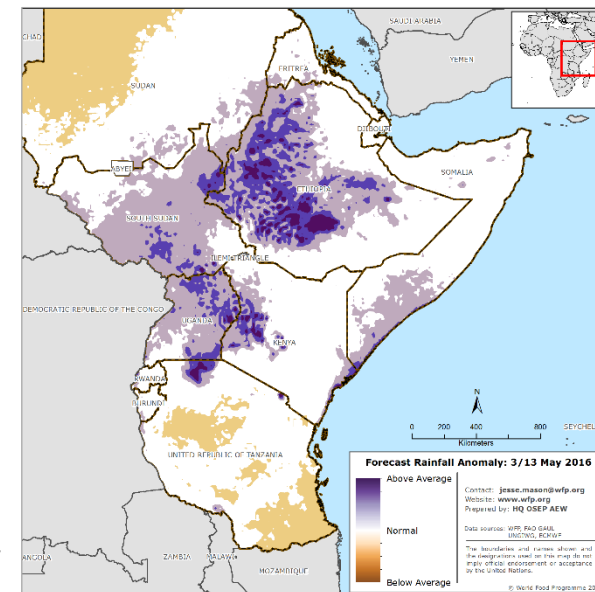 SAUDI ARABIA
CHAD
YEMEN
ERITREA
SUDAN
DJIBOUTI
ABYEI
SOMALIA
ETHIOPIA
SOUTH SUDAN
ILEMI TRIANGLE
DEMOCRATIC REPUBLIC OF THE CONGO
UGANDA
KENYA
RWANDA
BURUNDI
N
0 200 400 800
Kilometers
SEYCHEL
UNITED REPUBLIC OF TANZANIA
Forecast Rainfall Anomaly: 3/13 May 2016
Above Average
Normal
Below Average
Contact: jesse.mason@wfp.org
Website: www.wfp.org
Prepared by: HQ OSEP AEW
Data sources: WFP, FAO GAUL
UNGIWG, ECMWF
The boundaries and names shown and
the designations used on this map do not
imply official endorsement or acceptance
by the United Nations.
© World Food Programme 20
ANGOLA
ZAMBIA
MALAWI
MOZAMBIQUE